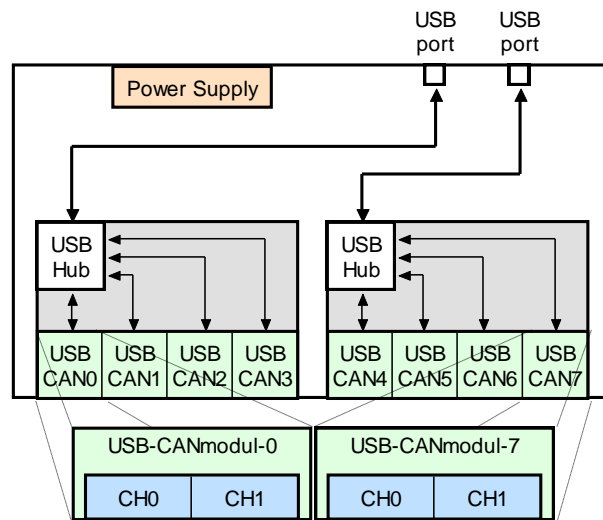 USB
port
USB
port
Power Supply
USB
Hub
USB
Hub
USB
CAN0
USB
CAN1
USB
CAN2
USB
CAN3
USB
CAN4
USB
CAN5
USB
CAN6
USB
CAN7
USB-CANmodul-0
USB-CANmodul-7
CH0
CH1
CH0
CH1